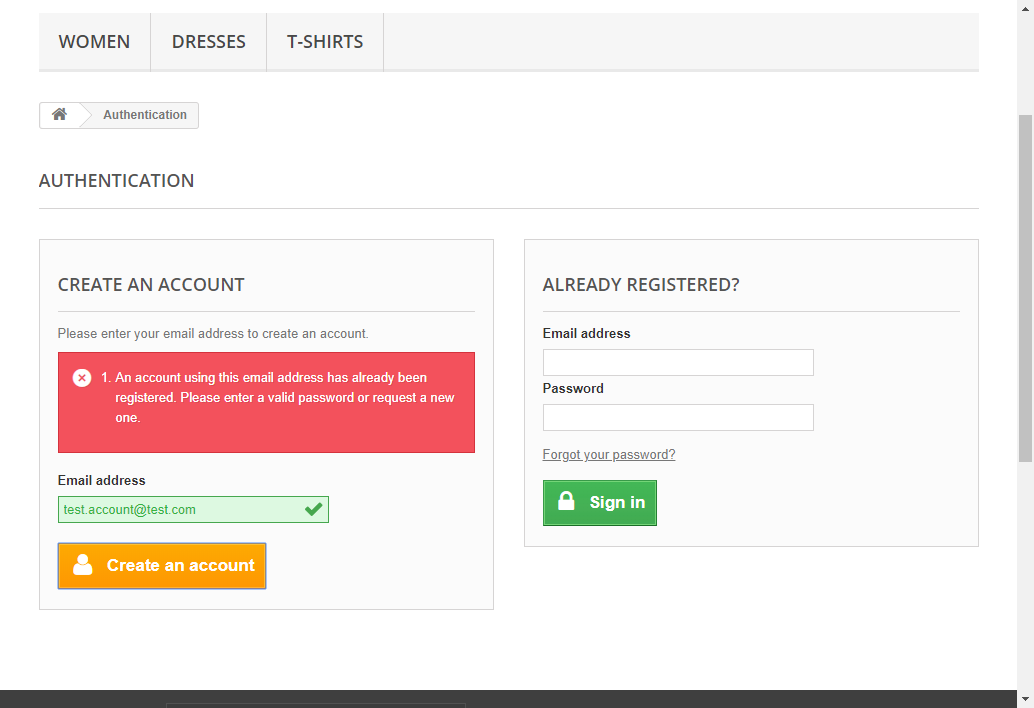 WOMEN DRESSES T-SHIRTS
Authentication
AUTHENTICATION
CREATE AN ACCOUNT
Please enter your email address to create an account.
1. An account using this email address has already been
registered. Please enter a valid password or request a new
one.
Email address
test.account@test.com
Create an account
ALREADY REGISTERED?
Email address
Password
Forgot your password?
Sign in